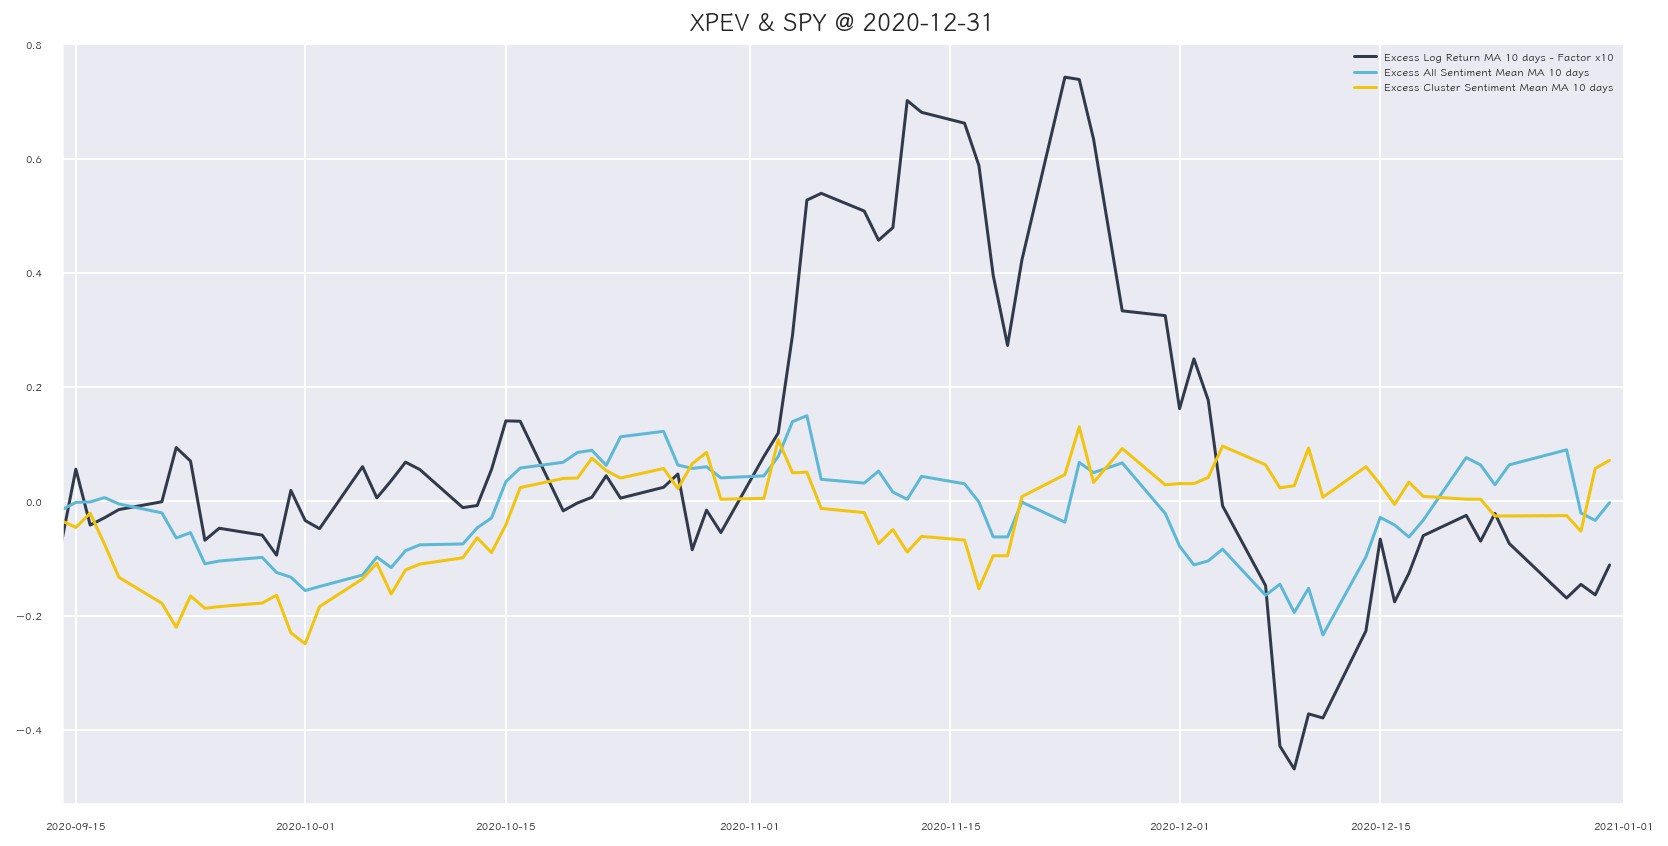 XPEV & SPY @ 2020-12-31
Excess Log Return MA 10 days - Factor x10
Excess All Sentiment Mean MA 10 days
Excess Cluster Sentiment Mean MA 10 days
0.8
0.6
0.4
0.2
0.0
−0.2
−0.4
2020-09-15 2020-10-01 2020-10-15 2020-11-01 2020-11-15 2020-12-01 2020-12-15 2021-01-01